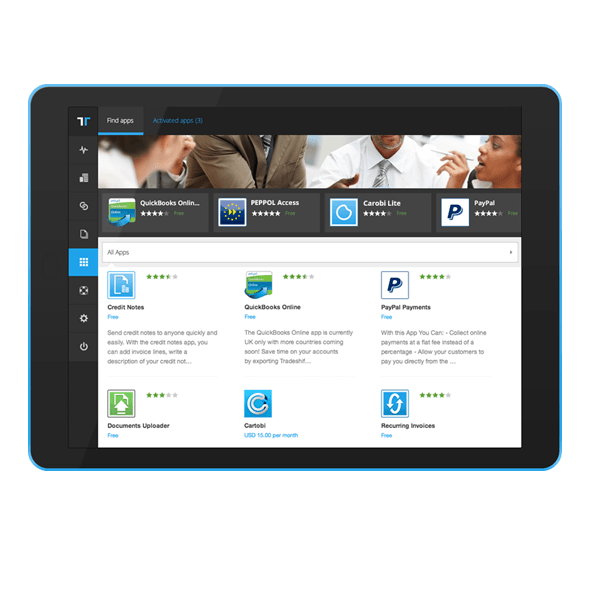 Find apps
Activated apps (3)
QuickBooks Onlin...
Free
PEPPOL Access
Free
Carobi Lite
Free
PayPal
Free
All Apps
Credit Notes
Free
Send credit notes to anyone quickly and
easily. With the credit notes app, you
can add invoice lines, write a
description of your credit not....
QuickBooks Online
Free
The QuickBooks Online app is currently
UK only with more countries coming
soon! Save time on your accounts
by exporting Tradeshif....
PayPal Payments
Free
With this App You Can: - Collect online
payments at a flat fee instead of a
percentage - Allow your customers to
pay you directly from the ....
Documents Uploader
Free
Cartobi
USD 15.00 per month
Recurring Invoices
Free